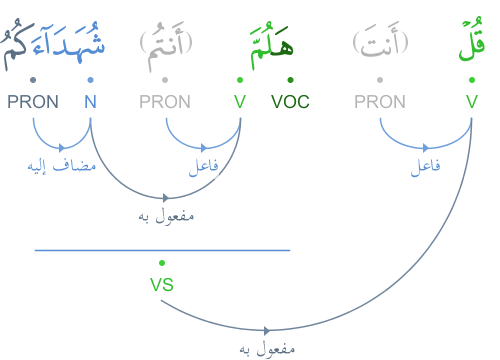 قُلْ (أَنتَ) هَلُمَّ (أَنتُم) شُهَدَآءَكُمُ
V PRON VOC V PRON N PRON
فاعل فاعل مضاف إليه
مفعول به
VS
مفعول به